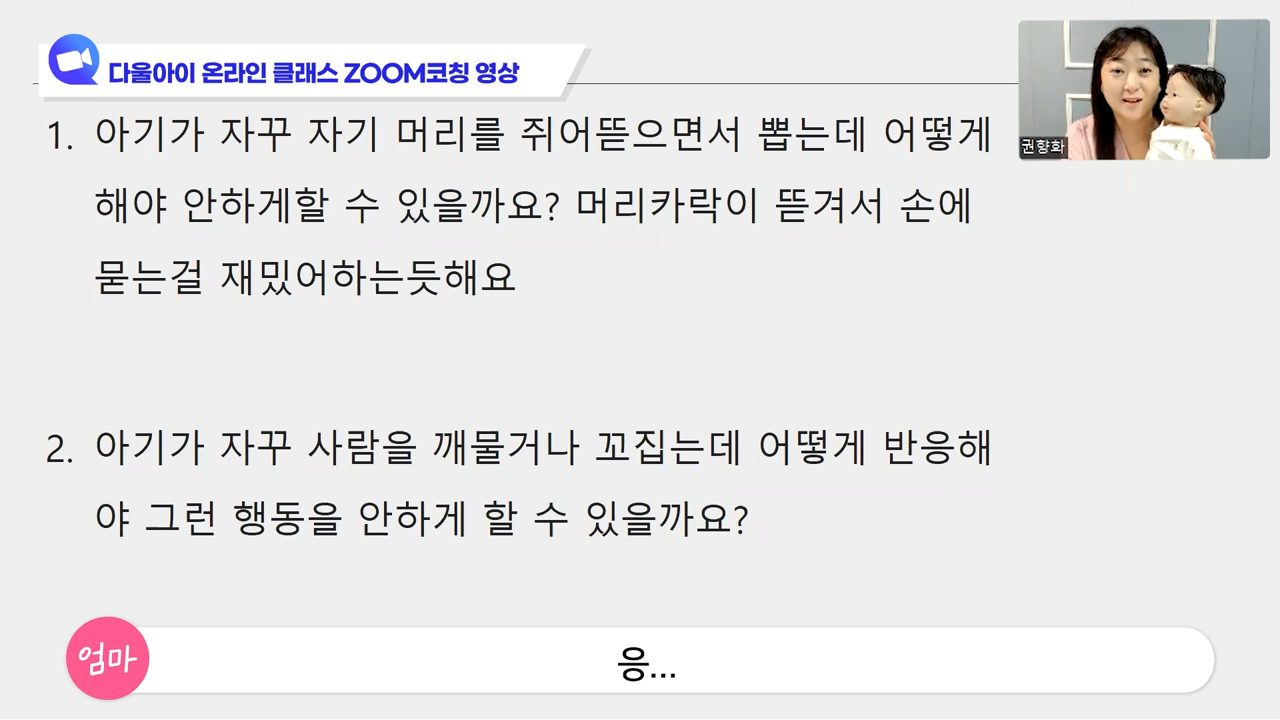 다울아이 온라인 클래스 ZOOM코칭 영상
권향화
1. 아기가 자꾸 자기 머리를 쥐어뜯으면서 뽑는데 어떻게
해야 안하게할 수 있을까요? 머리카락이 뜯겨서 손에
묻는걸 재밌어하는듯해요
2. 아기가 자꾸 사람을 깨물거나 꼬집는데 어떻게 반응해
야 그런 행동을 안하게 할 수 있을까요?
엄마
응...